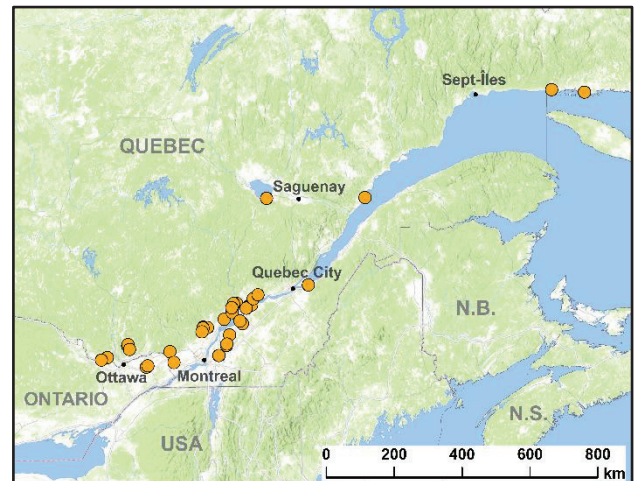 Sept-Îles
QUEBEC
Saguenay
Quebec City
N.B.
Ottawa
Montreal
ONTARIO
N.S.
USA
0 200 400 600 800
km